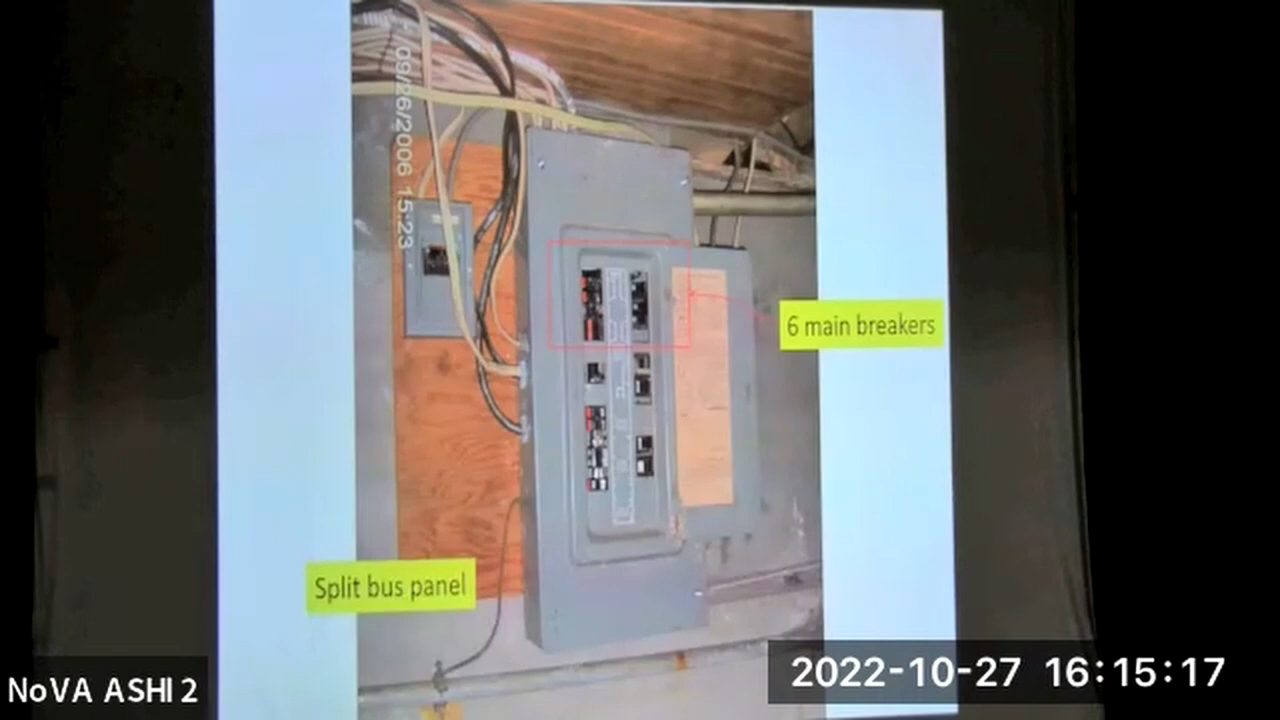 09/26/2006 15:23
6 main breakers
Split bus panel
NoVA ASHI 2
2022-10-27 16:15:17